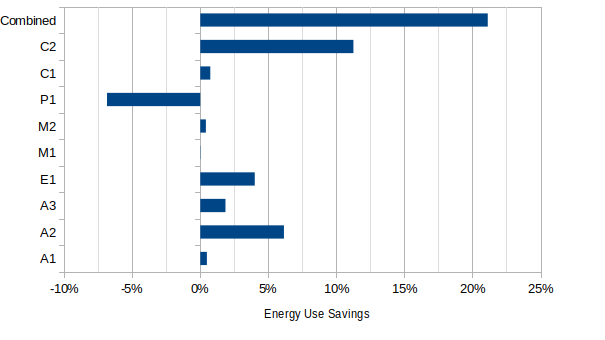 Combined
C2
C1
P1
M2
M1
E1
A3
A2
A1
-10% -5% 0% 5% 10% 15% 20% 25%
Energy Use Savings